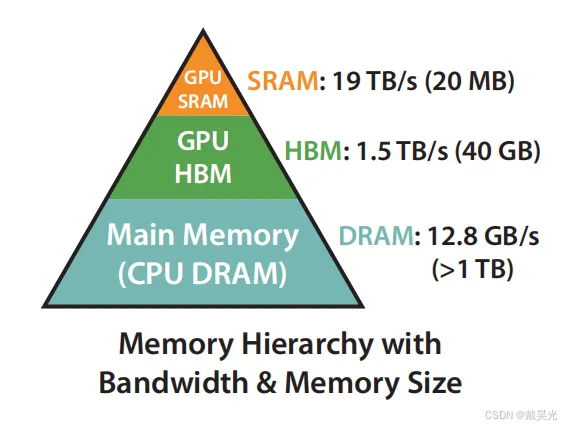 GPU
SRAM
SRAM: 19 TB/s (20 MB)
GPU
HBM
HBM: 1.5 TB/s (40 GB)
Main Memory
(CPU DRAM)
DRAM: 12.8 GB/s
(>1 TB)
Memory Hierarchy with
Bandwidth & Memory Size
CSDN @戴昊光